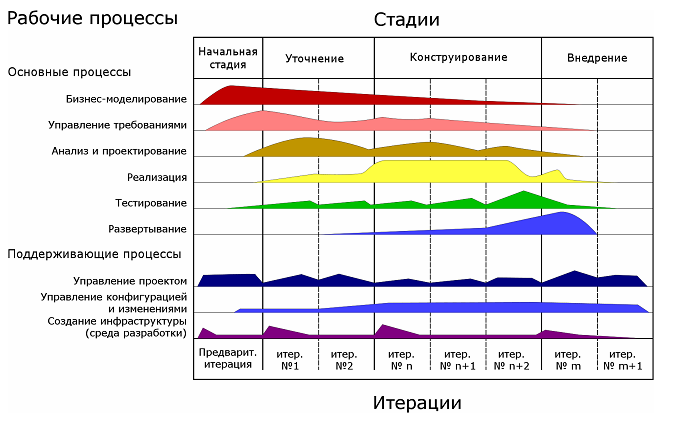 Рабочие процессы
Стадии
Начальная
стадия
Уточнение
Конструирование
Внедрение
Основные процессы
Бизнес-моделирование
Управление требованиями
Анализ и проектирование
Реализация
Тестирование
Развертывание
Поддерживающие процессы
Управление проектом
Управление конфигурацией
и изменениями
Создание инфраструктуры
(среда разработки)
Предварит.
итерация
итер.
№1
итер.
№2
итер.
№ n
итер.
№ n+1
итер.
№ n+2
итер.
№ m
итер.
№ m+1
Итерации